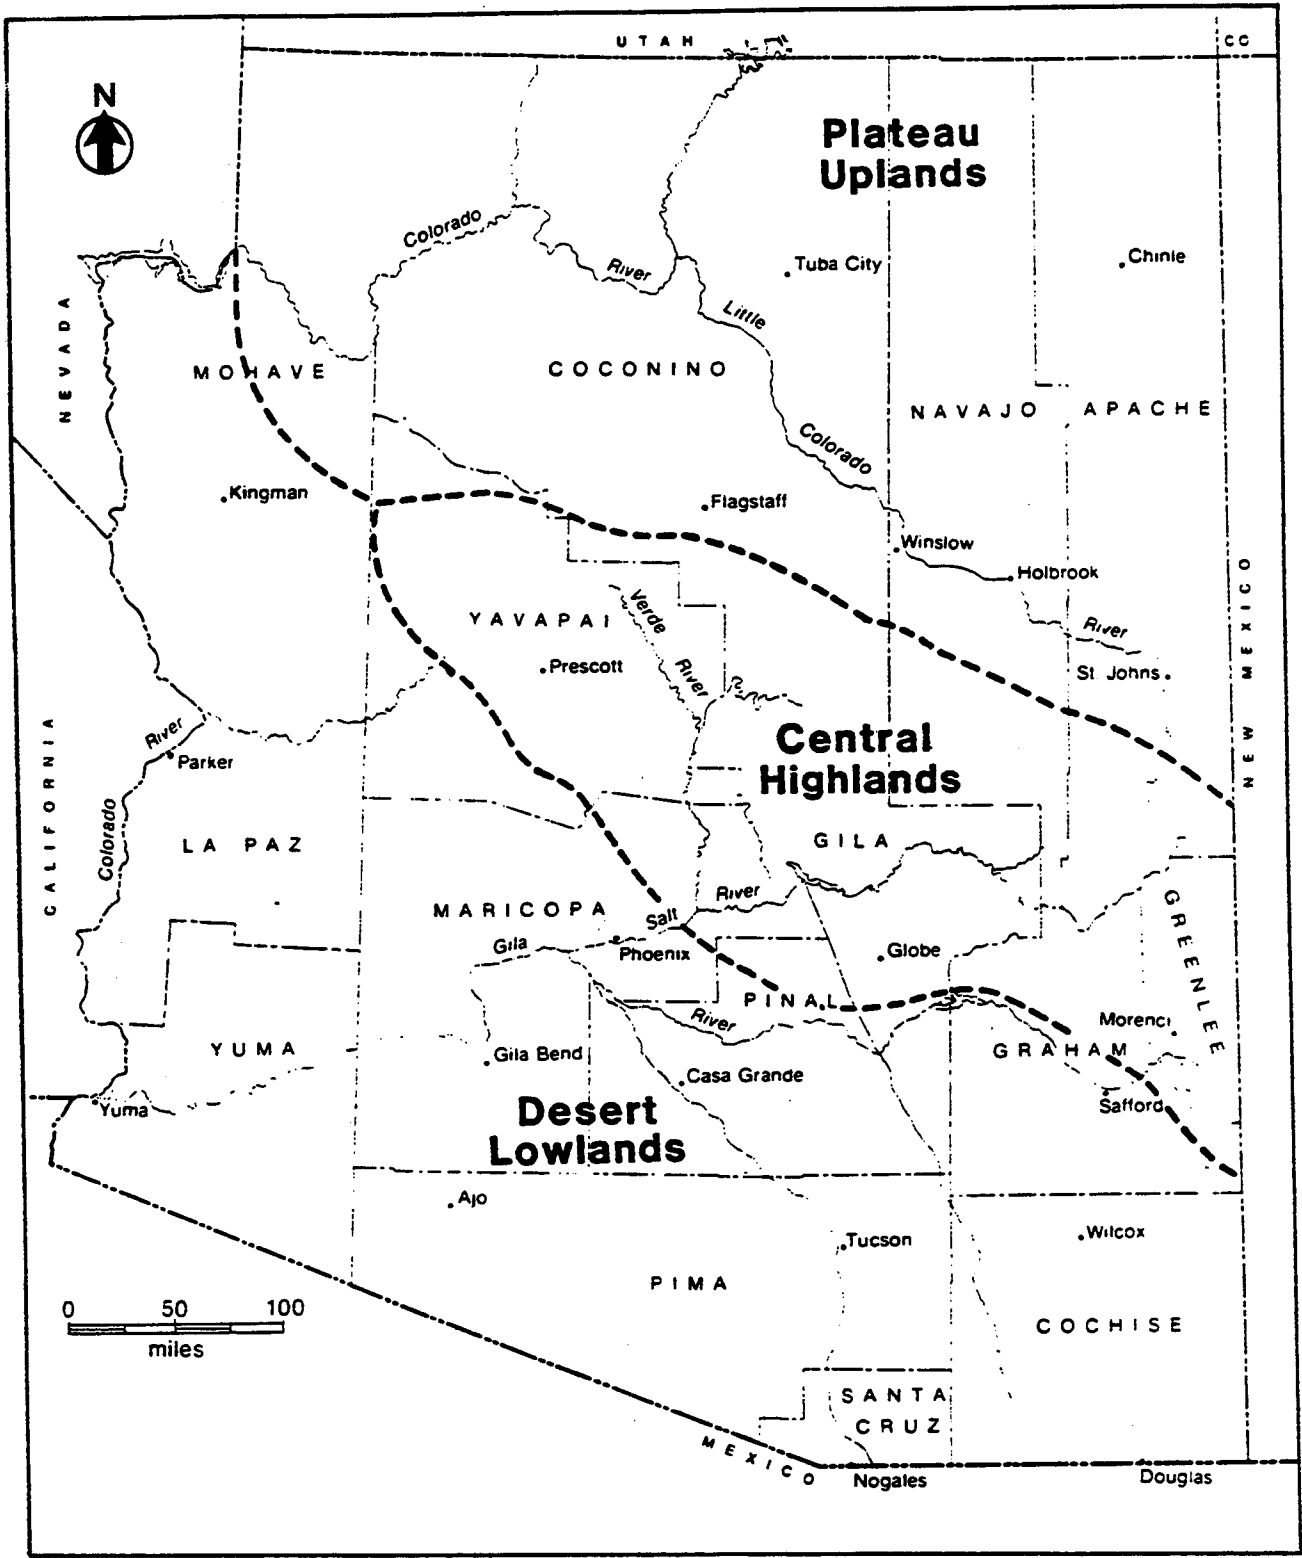 UTAH
CO
N
Plateau
Uplands
Colorado
River
Tuba City
Chinle
NEVADA
Little
MOHAVE
COCONINO
NAVAJO
APACHE
Colorado
Kingman
Flagstaff
Winslow
Holbrook
YAVAPAI
Verde
River
River
Prescott
St. Johns
NEW MEXICO
CALIFORNIA
River
Parker
Colorado
Central
Highlands
LA PAZ
GILA
MARICOPA
Salt
River
GREENLEE
Gila
Phoenix
Globe
PINAL
River
Morenci
YUMA
Gila Bend
GRAHAM
Casa Grande
Yuma
Safford
Desert
Lowlands
Ajo
Tucson
Wilcox
PIMA
0 50 100
miles
COCHISE
SANTA
CRUZ
MEXICO
Nogales
Douglas